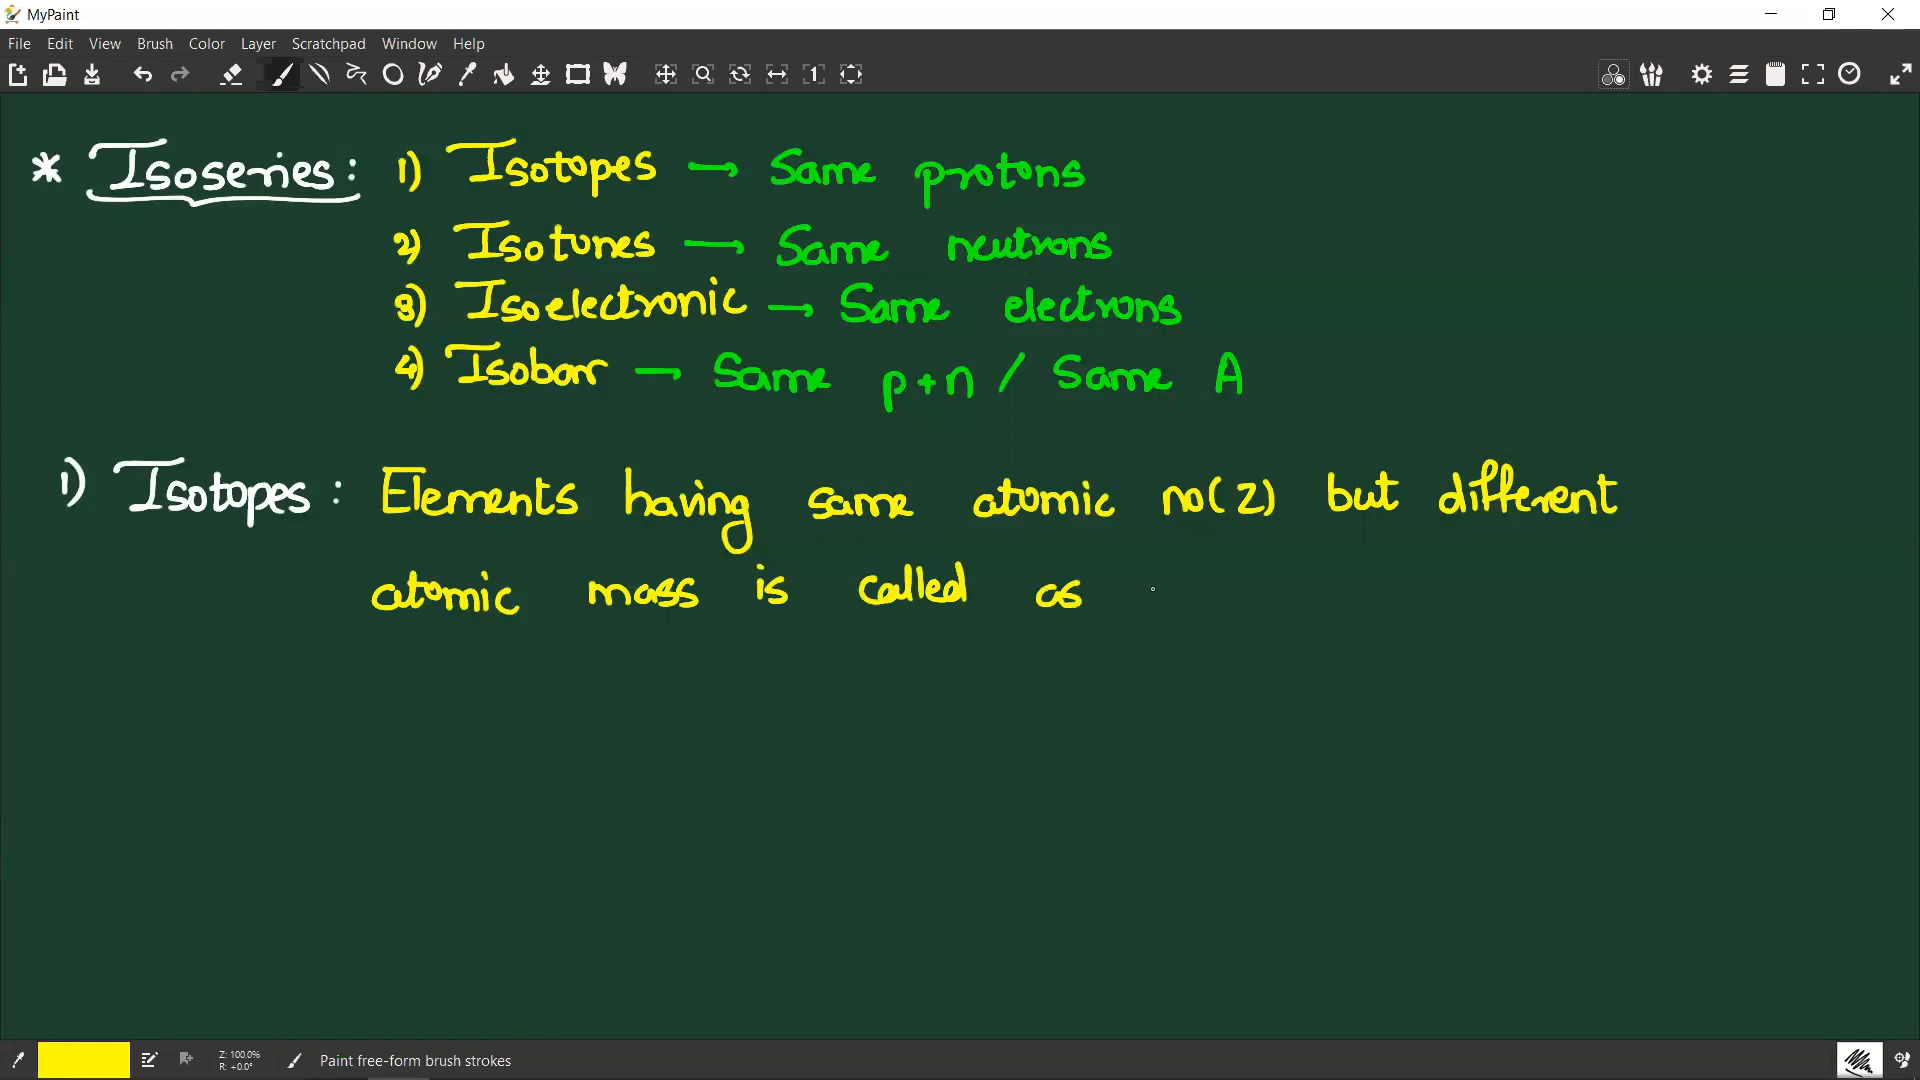 MyPaint
File Edit View Brush Color Layer Scratchpad Window Help
* Isoseries: 1) Isotopes → Same protons
2) Isotones → Same neutrons
3) Isoelectronic → Same electrons
4) Isobar → Same p+n / Same A
1) Isotopes: Elements having same atomic no(Z) but different
atomic mass is called as
Z: 100.0%
R: +0.0°
Paint free-form brush strokes